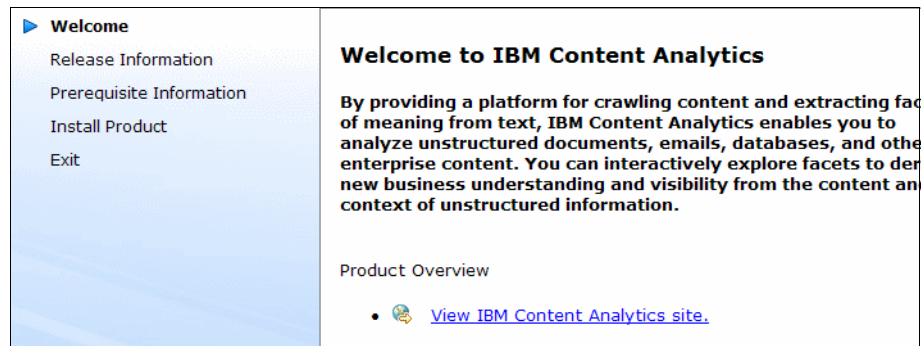 Welcome
Release Information
Prerequisite Information
Install Product
Exit
Welcome to IBM Content Analytics
By providing a platform for crawling content and extracting fac
of meaning from text, IBM Content Analytics enables you to
analyze unstructured documents, emails, databases, and othe
enterprise content. You can interactively explore facets to der
new business understanding and visibility from the content an
context of unstructured information.
Product Overview
View IBM Content Analytics site.